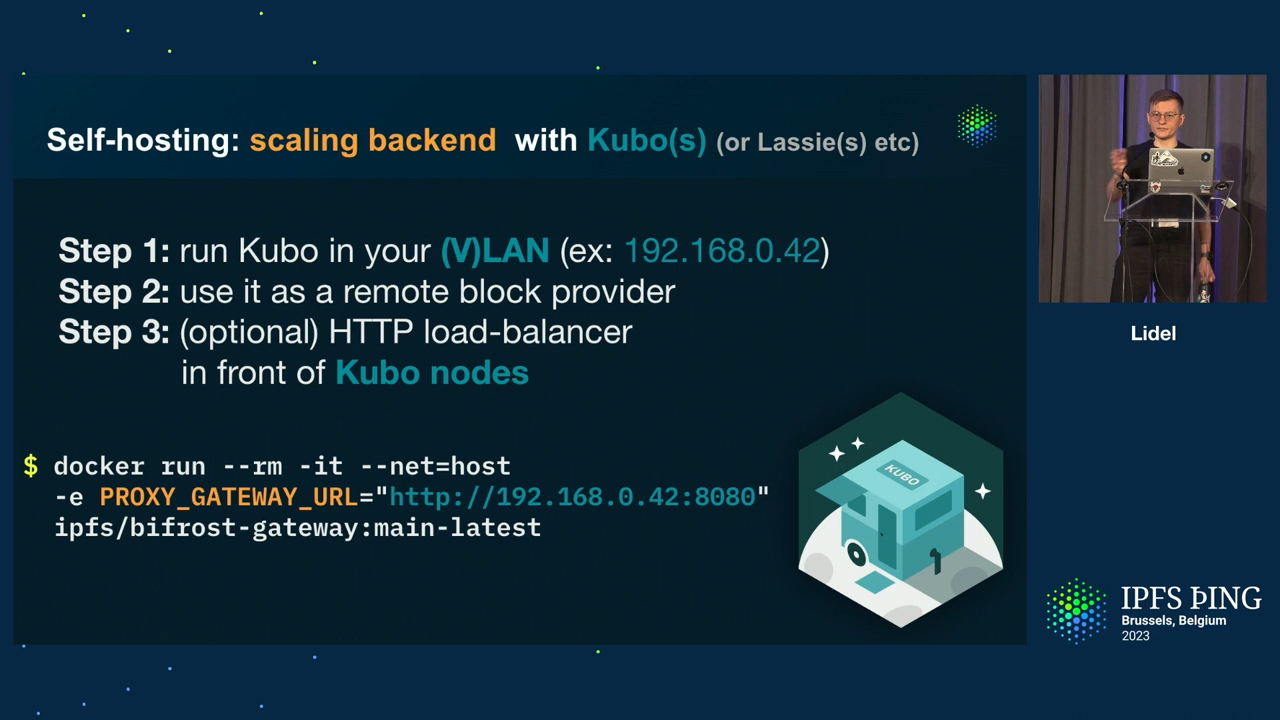 Self-hosting: scaling backend with Kubo(s) (or Lassie(s) etc)
Step 1: run Kubo in your (V)LAN (ex: 192.168.0.42)
Step 2: use it as a remote block provider
Step 3: (optional) HTTP load-balancer
in front of Kubo nodes
$ docker run --rm -it --net=host
-e PROXY_GATEWAY_URL="http://192.168.0.42:8080"
ipfs/bifrost-gateway:main-latest
KUBO
Lidel
IPFS ÞING
Brussels, Belgium
2023